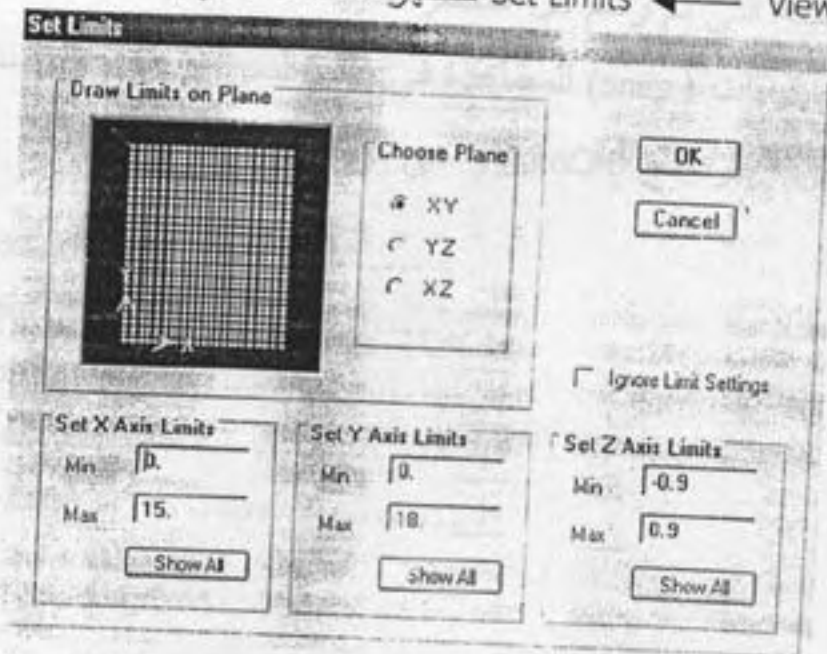 Set Limits
View
Set Limits
Draw Limits on Plane
Choose Plane
XY
YZ
XZ
OK
Cancel
Ignore Limit Settings
Set X Axis Limits
Min 0.
Max 15.
Show All
Set Y Axis Limits
Min 0.
Max 18.
Show All
Set Z Axis Limits
Min -0.9
Max 0.9
Show All